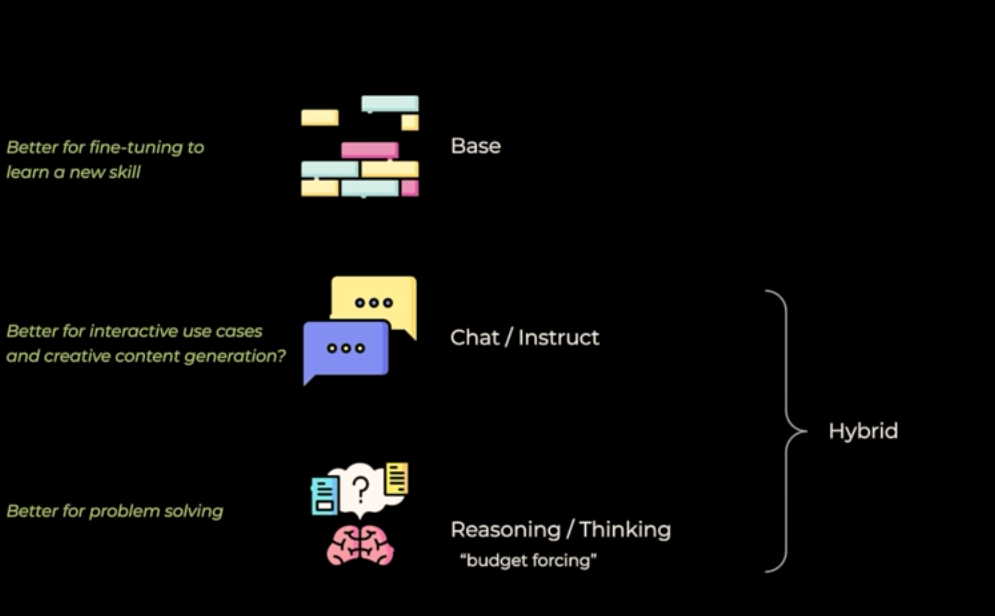 Better for fine-tuning to
learn a new skill
Base
Better for interactive use cases
and creative content generation?
Chat / Instruct
?
Hybrid
Better for problem solving
Reasoning / Thinking
“budget forcing”